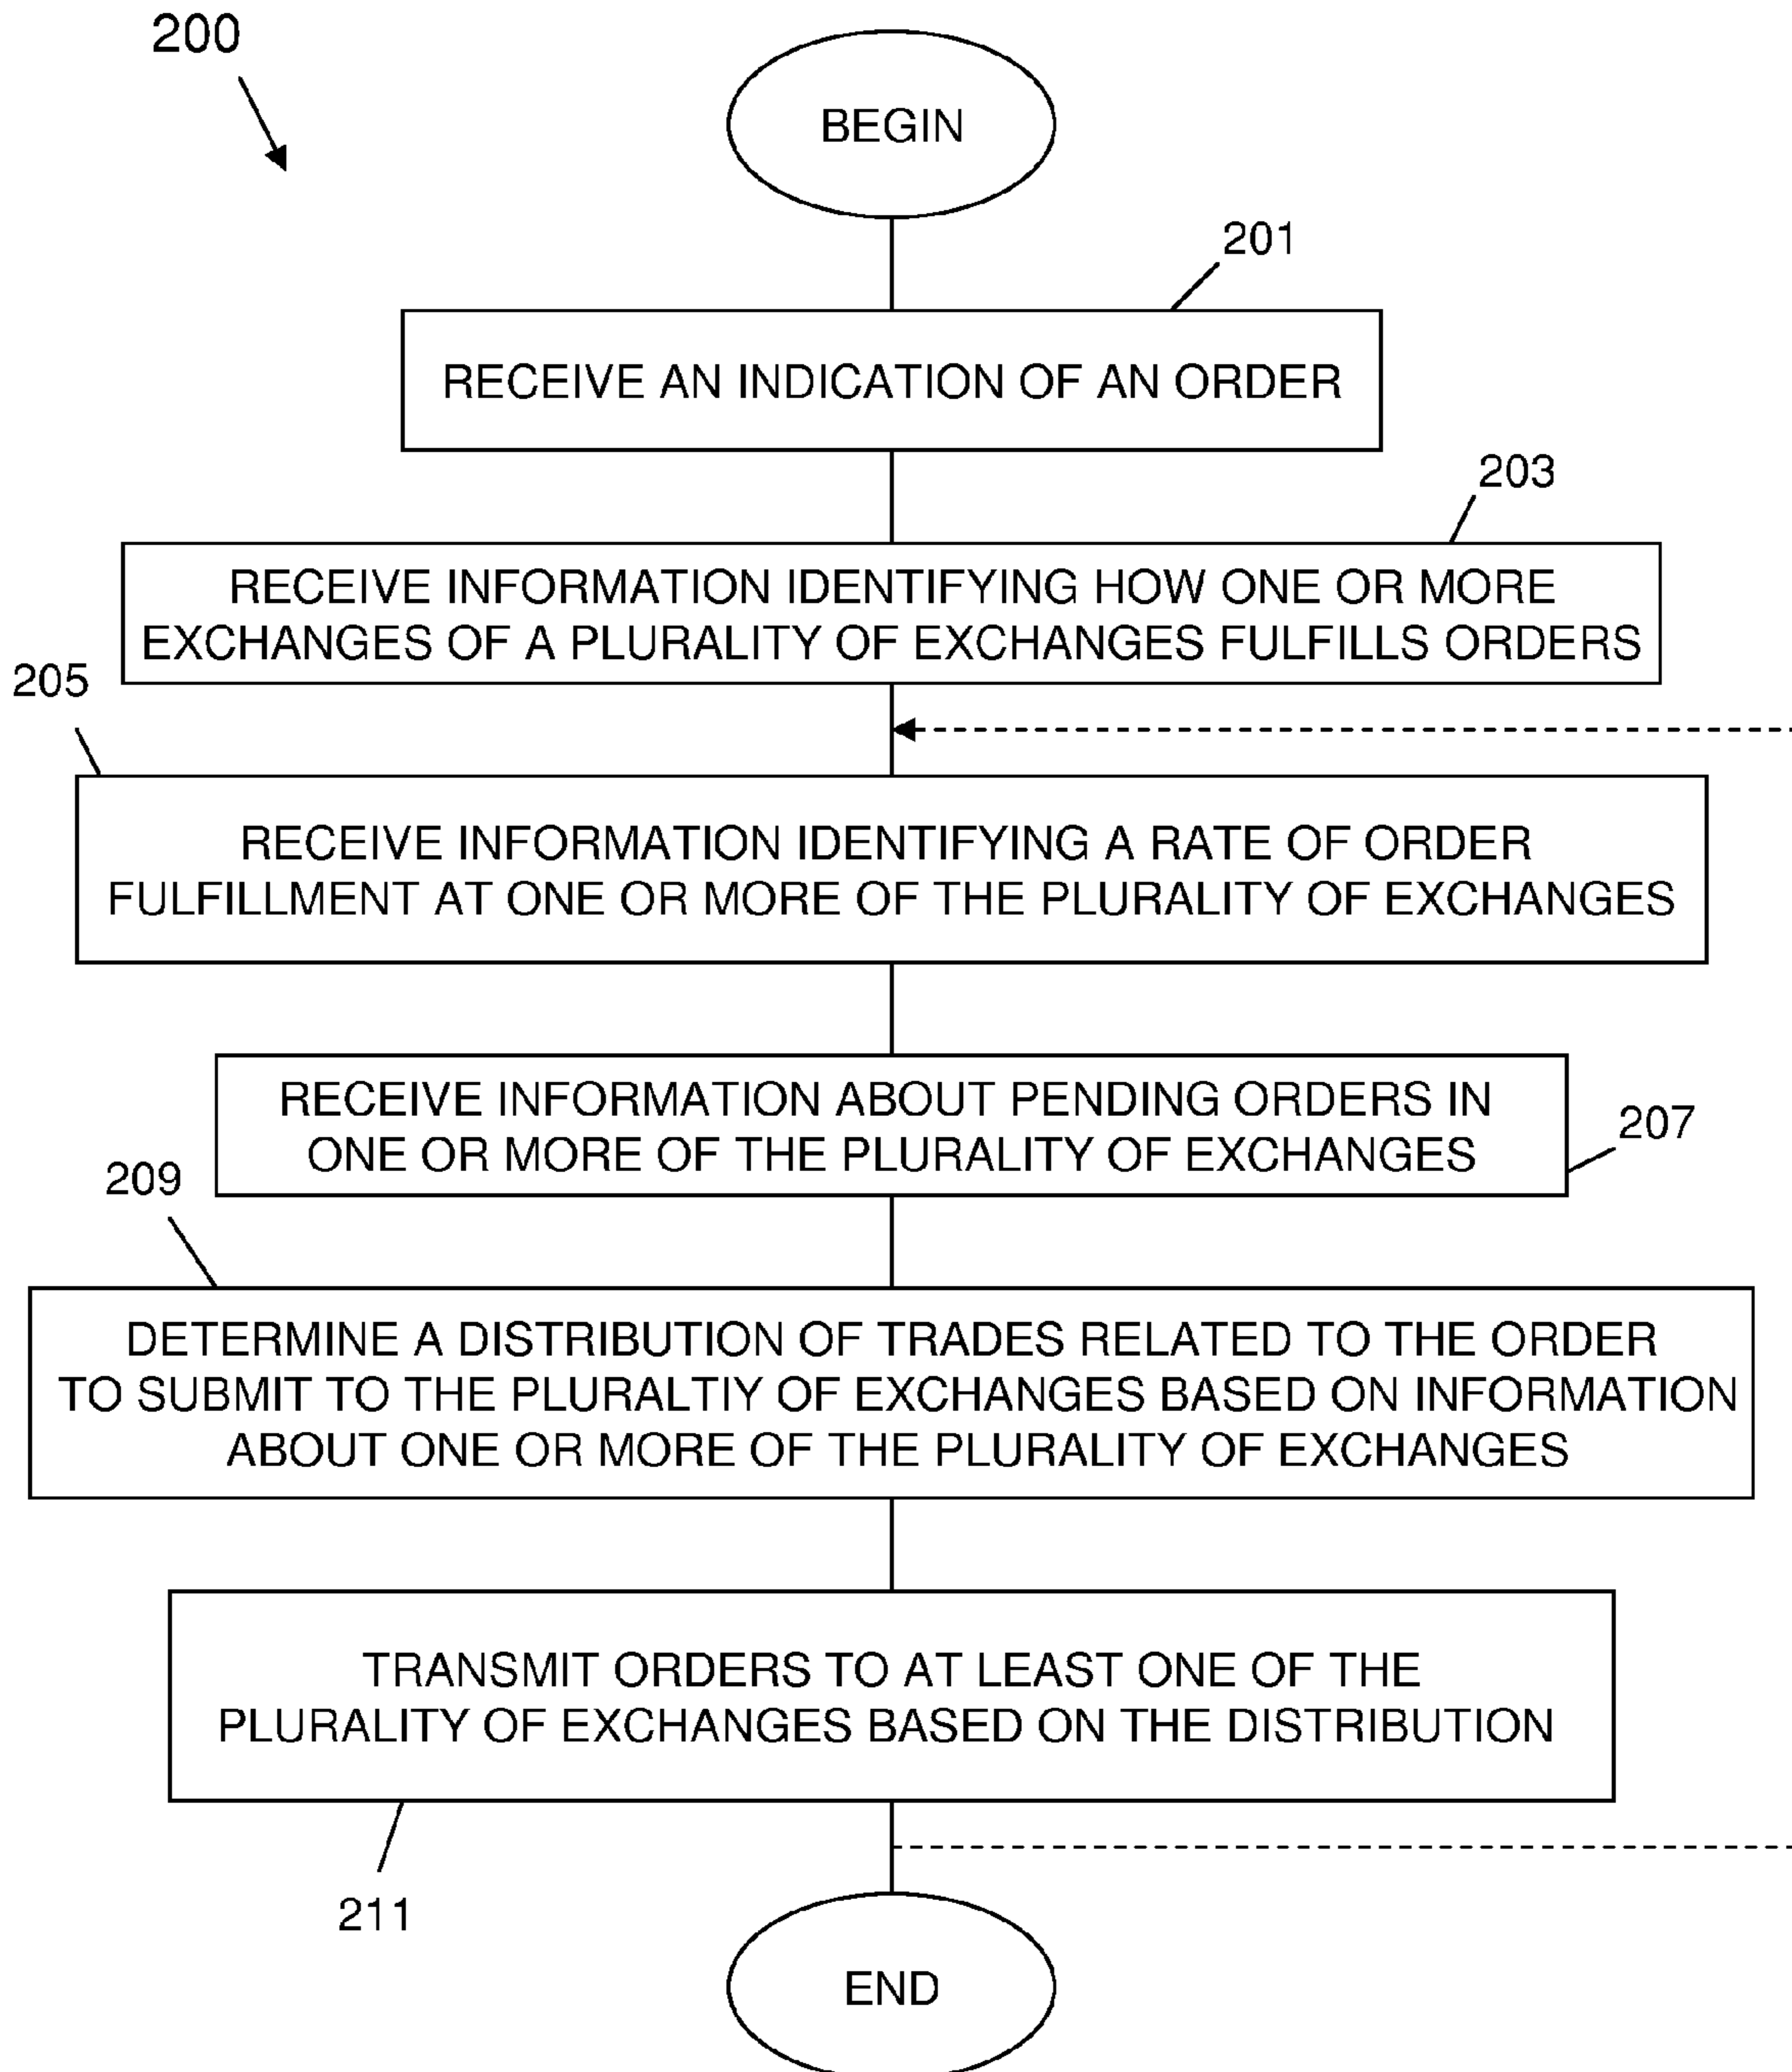 200
BEGIN
201
RECEIVE AN INDICATION OF AN ORDER
203
RECEIVE INFORMATION IDENTIFYING HOW ONE OR MORE
EXCHANGES OF A PLURALITY OF EXCHANGES FULFILLS ORDERS
205
RECEIVE INFORMATION IDENTIFYING A RATE OF ORDER
FULFILLMENT AT ONE OR MORE OF THE PLURALITY OF EXCHANGES
RECEIVE INFORMATION ABOUT PENDING ORDERS IN
ONE OR MORE OF THE PLURALITY OF EXCHANGES
207
209
DETERMINE A DISTRIBUTION OF TRADES RELATED TO THE ORDER
TO SUBMIT TO THE PLURALTIY OF EXCHANGES BASED ON INFORMATION
ABOUT ONE OR MORE OF THE PLURALITY OF EXCHANGES
TRANSMIT ORDERS TO AT LEAST ONE OF THE
PLURALITY OF EXCHANGES BASED ON THE DISTRIBUTION
211
END